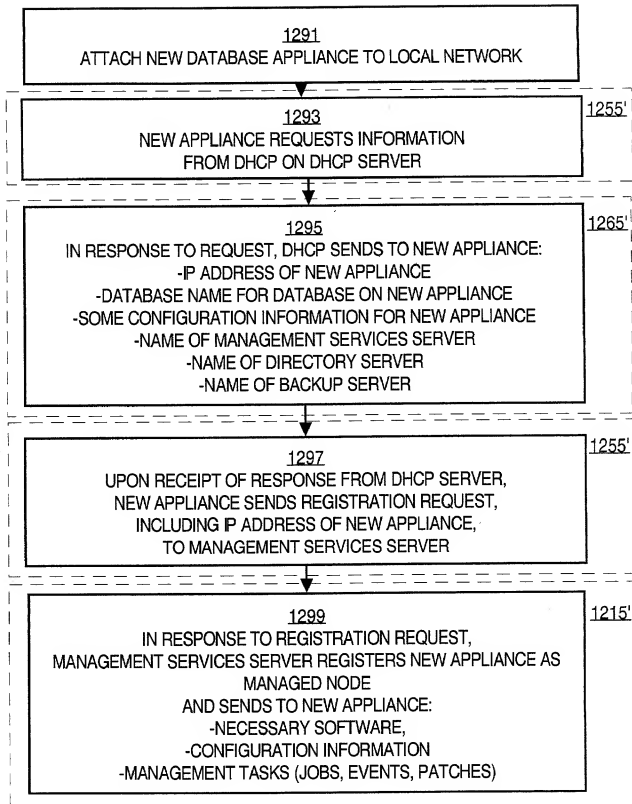 1291
ATTACH NEW DATABASE APPLIANCE TO LOCAL NETWORK
1255'
1293
NEW APPLIANCE REQUESTS INFORMATION
FROM DHCP ON DHCP SERVER
1265'
1295
IN RESPONSE TO REQUEST, DHCP SENDS TO NEW APPLIANCE:
-IP ADDRESS OF NEW APPLIANCE
-DATABASE NAME FOR DATABASE ON NEW APPLIANCE
-SOME CONFIGURATION INFORMATION FOR NEW APPLIANCE
-NAME OF MANAGEMENT SERVICES SERVER
-NAME OF DIRECTORY SERVER
-NAME OF BACKUP SERVER
1255'
1297
UPON RECEIPT OF RESPONSE FROM DHCP SERVER,
NEW APPLIANCE SENDS REGISTRATION REQUEST,
INCLUDING IP ADDRESS OF NEW APPLIANCE,
TO MANAGEMENT SERVICES SERVER
1215'
1299
IN RESPONSE TO REGISTRATION REQUEST,
MANAGEMENT SERVICES SERVER REGISTERS NEW APPLIANCE AS
MANAGED NODE
AND SENDS TO NEW APPLIANCE:
-NECESSARY SOFTWARE,
-CONFIGURATION INFORMATION
-MANAGEMENT TASKS (JOBS, EVENTS, PATCHES)